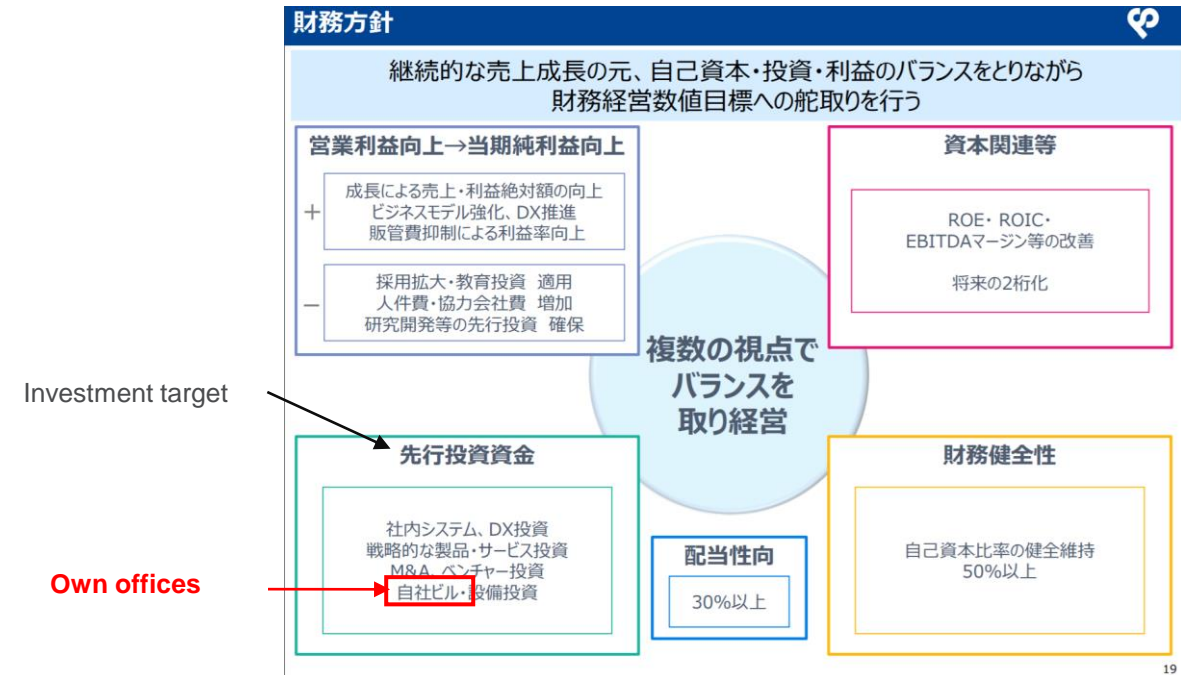 財務方針
継続的な売上成長の元、自己資本・投資・利益のバランスをとりながら
財務経営数値目標への舵取りを行う
営業利益向上→当期純利益向上
+
成長による売上・利益絶対額の向上
ビジネスモデル強化、DX推進
販管費抑制による利益率向上
−
採用拡大・教育投資 適用
人件費・協力会社費 増加
研究開発等の先行投資 確保
資本関連等
ROE・ROIC・
EBITDAマージン等の改善
将来の2桁化
複数の視点で
バランスを
取り経営
Investment target
先行投資資金
社内システム、DX投資
戦略的な製品・サービス投資
M&A、ベンチャー投資
自社ビル・設備投資
Own offices
配当性向
30%以上
財務健全性
自己資本比率の健全維持
50%以上
19